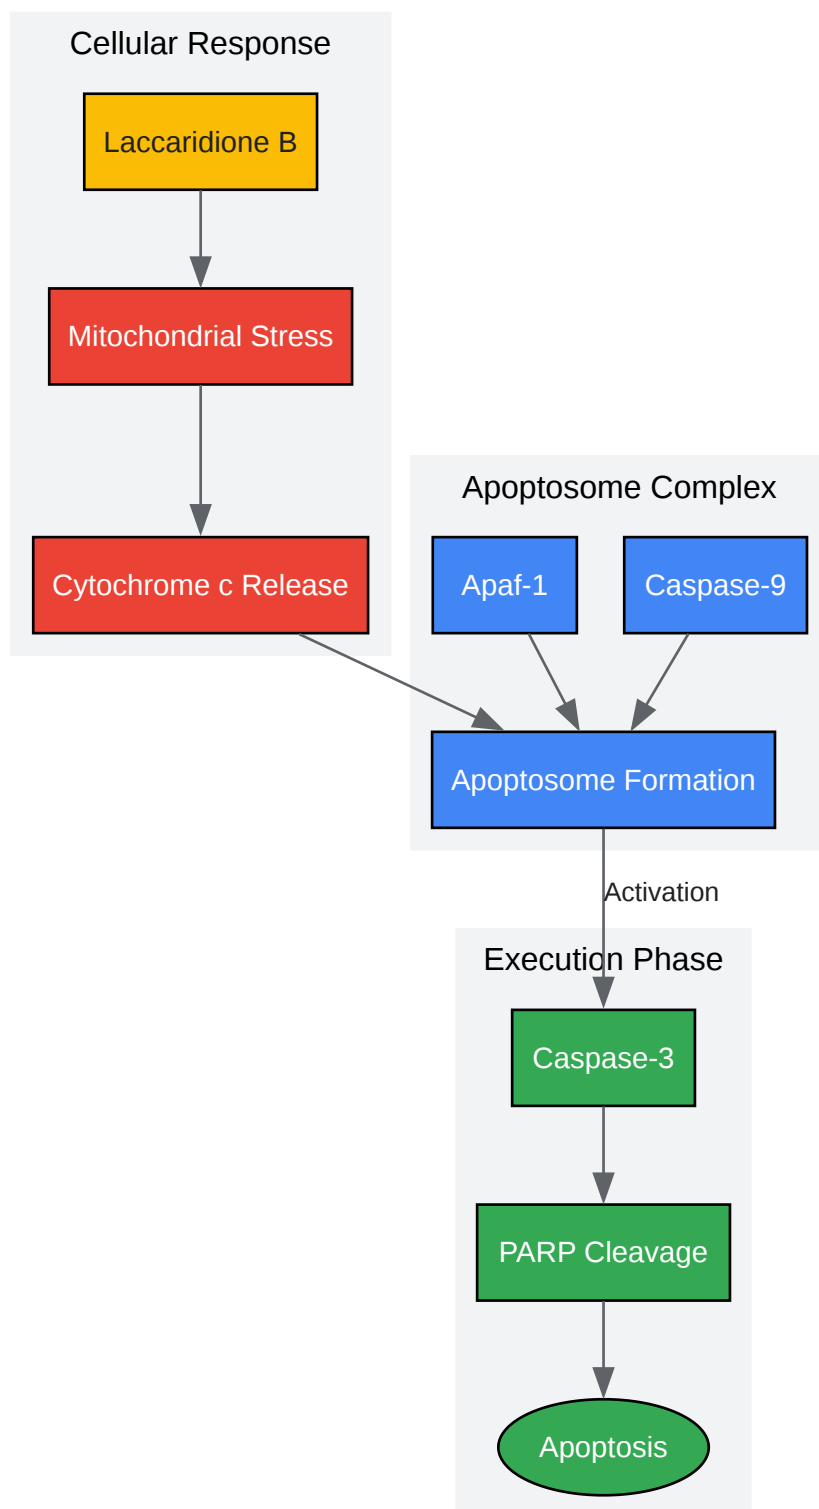 Cellular Response
Laccaridione B
Mitochondrial Stress
Cytochrome c Release
Apoptosome Complex
Apaf-1
Caspase-9
Apoptosome Formation
Activation
Execution Phase
Caspase-3
PARP Cleavage
Apoptosis